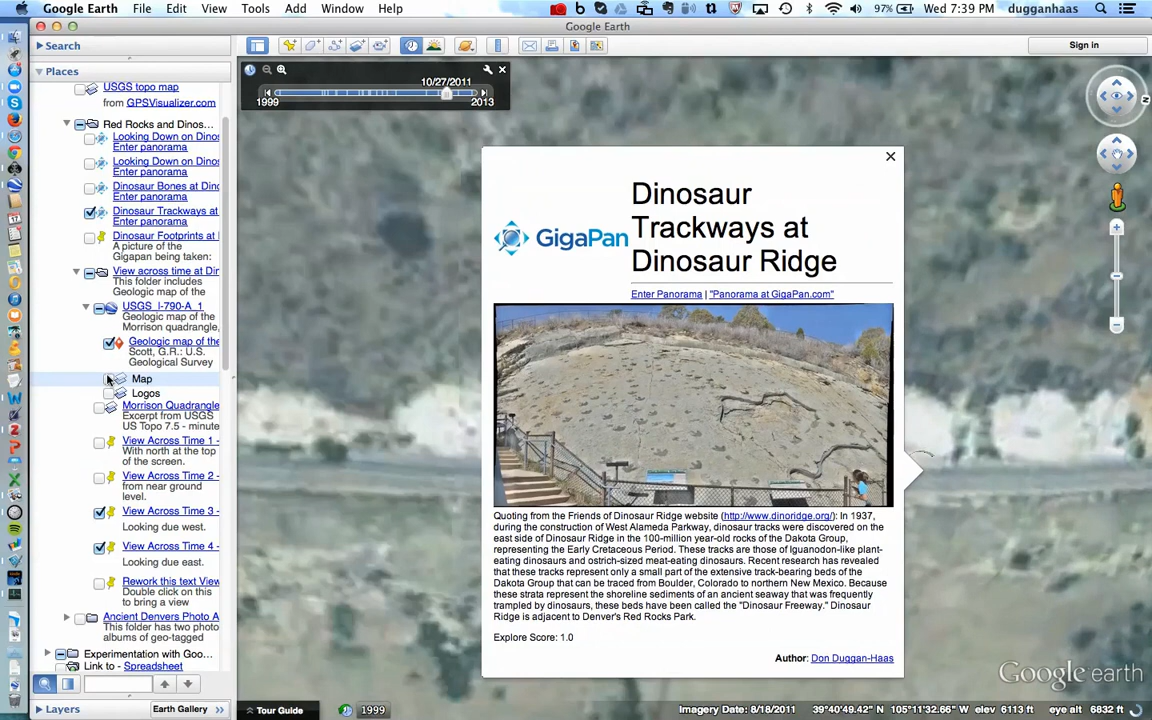 Google Earth File Edit View Tools Add Window Help 97% Wed 7:39 PM dugganhaas
Google Earth
Search
Sign in
Places
USGS topo map
from GPSVisualizer.com
Red Rocks and Dinos...
Looking Down on Dinos
Enter panorama
Looking Down on Dinos
Enter panorama
Dinosaur Bones at Dino
Enter panorama
Dinosaur Trackways at
Enter panorama
Dinosaur Footprints at
A picture of the
Gigapan being taken:
View across time at Din
This folder includes
Geologic map of the
USGS_I-790-A_1
Geologic map of the
Morrison quadrangle,
Geologic map of the
Scott, G.R.: U.S.
Geological Survey
Map
Logos
Morrison Quadrangle
Excerpt from USGS
US Topo 7.5 - minute
View Across Time 1 -
With north at the top
of the screen.
View Across Time 2 -
from near ground
level.
View Across Time 3 -
Looking due west.
View Across Time 4 -
Looking due east.
Rework this text View
Double click on this
to bring a view
Ancient Denvers Photo A
This folder has two photo
albums of geo-tagged
Experimentation with Goo...
Link to - Spreadsheet
Layers
Earth Gallery >>
10/27/2011
1999
2013
GigaPan
Dinosaur
Trackways at
Dinosaur Ridge
Enter Panorama | "Panorama at GigaPan.com"
Quoting from the Friends of Dinosaur Ridge website (http://www.dinoridge.org/): In 1937,
during the construction of West Alameda Parkway, dinosaur tracks were discovered on the
east side of Dinosaur Ridge in the 100-million year-old rocks of the Dakota Group,
representing the Early Cretaceous Period. These tracks are those of Iguanodon-like plant-
eating dinosaurs and ostrich-sized meat-eating dinosaurs. Recent research has revealed
that these tracks represent only a small part of the extensive track-bearing beds of the
Dakota Group that can be traced from Boulder, Colorado to northern New Mexico. Because
these strata represent the shoreline sediments of an ancient seaway that was frequently
trampled by dinosaurs, these beds have been called the "Dinosaur Freeway." Dinosaur
Ridge is adjacent to Denver's Red Rocks Park.
Explore Score: 1.0
Author: Don Duggan-Haas
N
Google earth
Tour Guide
1999
Imagery Date: 8/18/2011 39°40'49.42" N 105°11'32.66" W elev 6113 ft eye alt 6832 ft